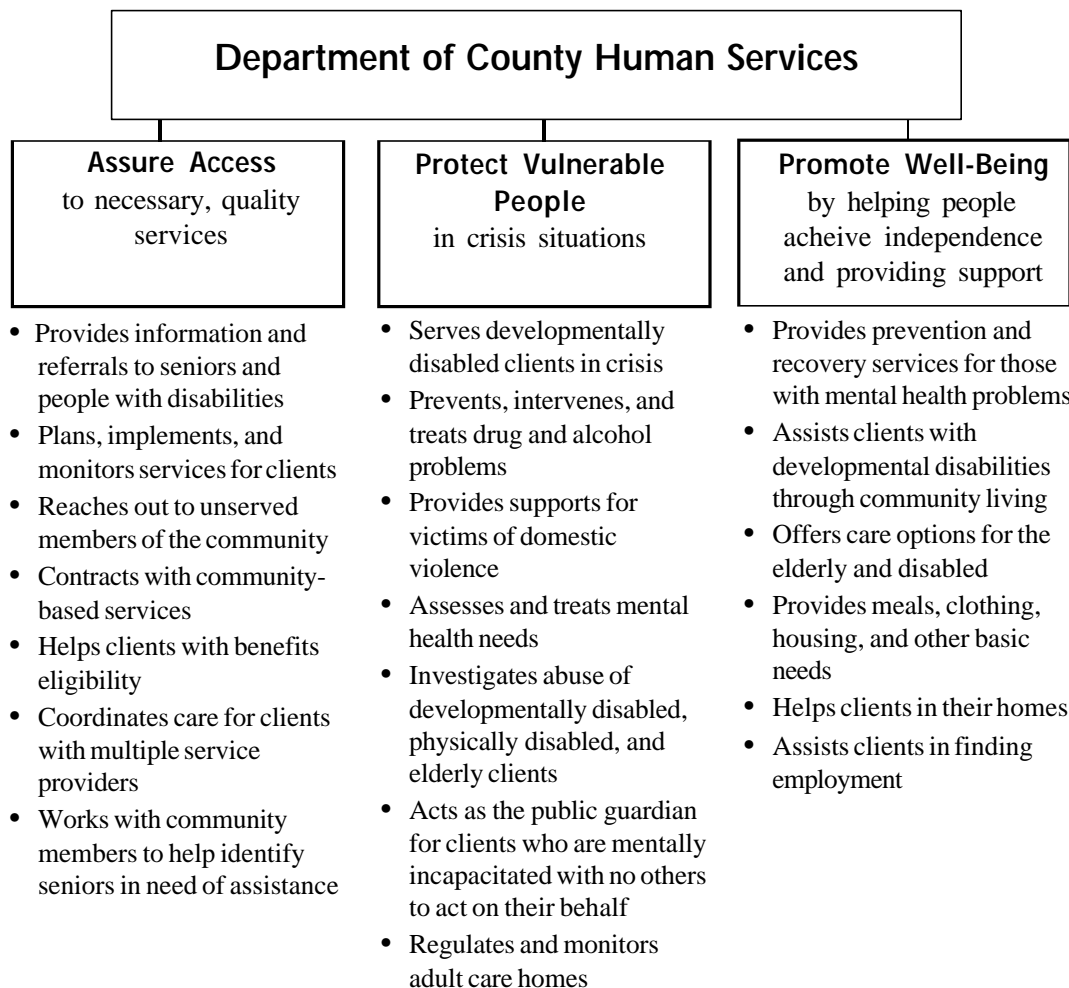 Department of County Human Services
Assure Access
to necessary, quality
services
• Provides information and
referrals to seniors and
people with disabilities
• Plans, implements, and
monitors services for clients
• Reaches out to unserved
members of the community
• Contracts with community-
based services
• Helps clients with benefits
eligibility
• Coordinates care for clients
with multiple service
providers
• Works with community
members to help identify
seniors in need of assistance
Protect Vulnerable
People
in crisis situations
• Serves developmentally
disabled clients in crisis
• Prevents, intervenes, and
treats drug and alcohol
problems
• Provides supports for
victims of domestic
violence
• Assesses and treats mental
health needs
• Investigates abuse of
developmentally disabled,
physically disabled, and
elderly clients
• Acts as the public guardian
for clients who are mentally
incapacitated with no others
to act on their behalf
• Regulates and monitors
adult care homes
Promote Well-Being
by helping people
acheive independence
and providing support
• Provides prevention and
recovery services for those
with mental health problems
• Assists clients with
developmental disabilities
through community living
• Offers care options for the
elderly and disabled
• Provides meals, clothing,
housing, and other basic
needs
• Helps clients in their homes
• Assists clients in finding
employment